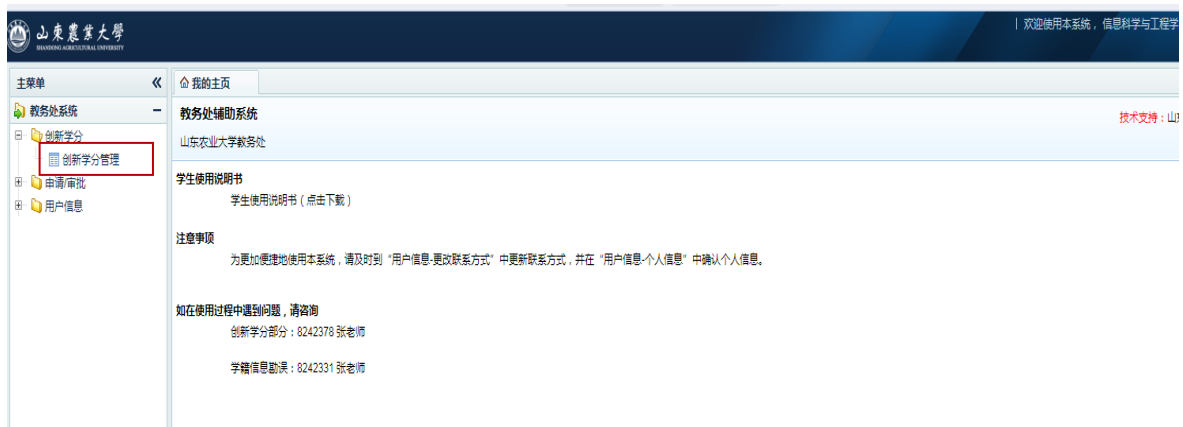 山東農業大學
SHANDONG AGRICULTURAL UNIVERSITY
| 欢迎使用本系统，信息科学与工程学
主菜单
我的主页
教务处系统
创新学分
创新学分管理
申请/审批
用户信息
教务处辅助系统
技术支持：山东
山东农业大学教务处
学生使用说明书
学生使用说明书（点击下载）
注意事项
为更加便捷地使用本系统，请及时到“用户信息-更改联系方式”中更新联系方式，并在“用户信息-个人信息”中确认个人信息。
如在使用过程中遇到问题，请咨询
创新学分部分：8242378 张老师
学籍信息勘误：8242331 张老师